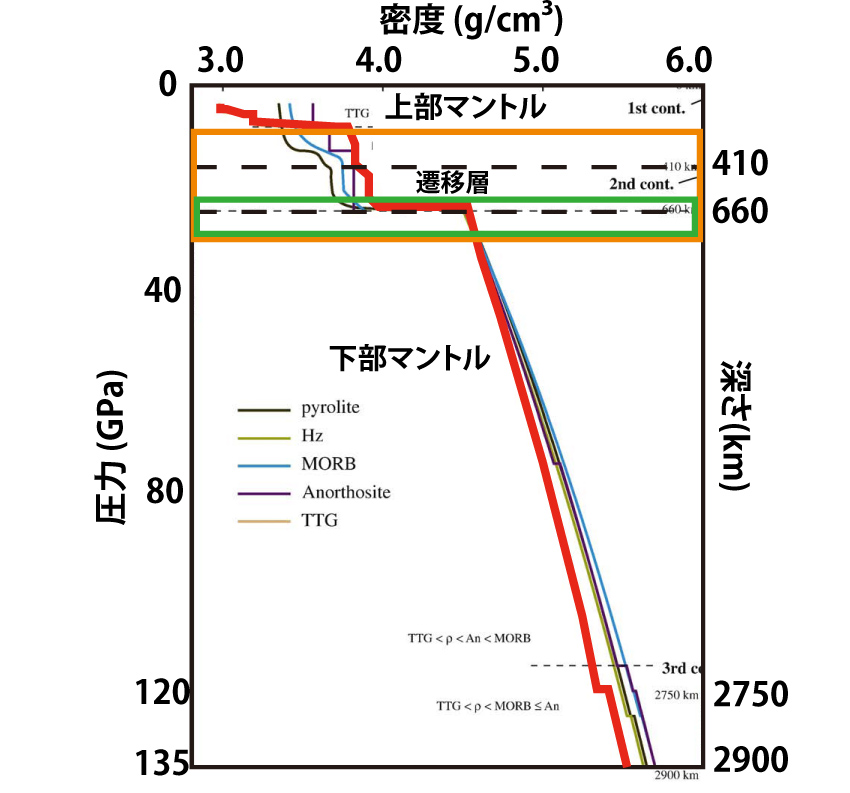 密度 (g/cm³)
3.0 4.0 5.0 6.0
0
TTG
上部マントル
1st cont.
410 km
410
遷移層
2nd cont.
660 km
660
40
下部マントル
深さ(km)
圧力 (GPa)
pyrolite
Hz
MORB
80
Anorthosite
TTG
TTG < ρ < An < MORB
3rd co
120
2750 km
2750
TTG < ρ < MORB ≤ An
135
2900
2900 km